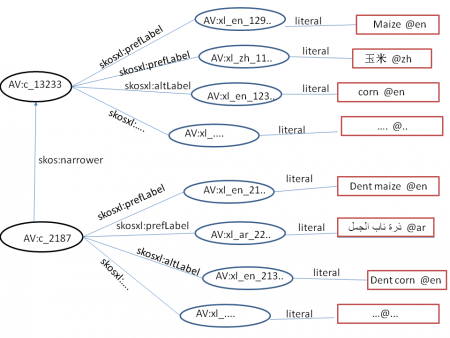 AV:xl_en_129.. literal Maize @en
skosxl:prefLabel
AV:xl_zh_11.. literal 玉米 @zh
skosxl:prefLabel
AV:c_13233 skosxl:altLabel AV:xl_en_123.. literal corn @en
skosxl:....
AV:xl_.... literal .... @..
skos:narrower
AV:xl_en_21.. literal Dent maize @en
skosxl:prefLabel
AV:c_2187 skosxl:prefLabel AV:xl_ar_22.. literal ذرة ناب الجمل @ar
skosxl:altLabel AV:xl_en_213.. literal Dent corn @en
skosxl:....
AV:xl_.... literal ...@...